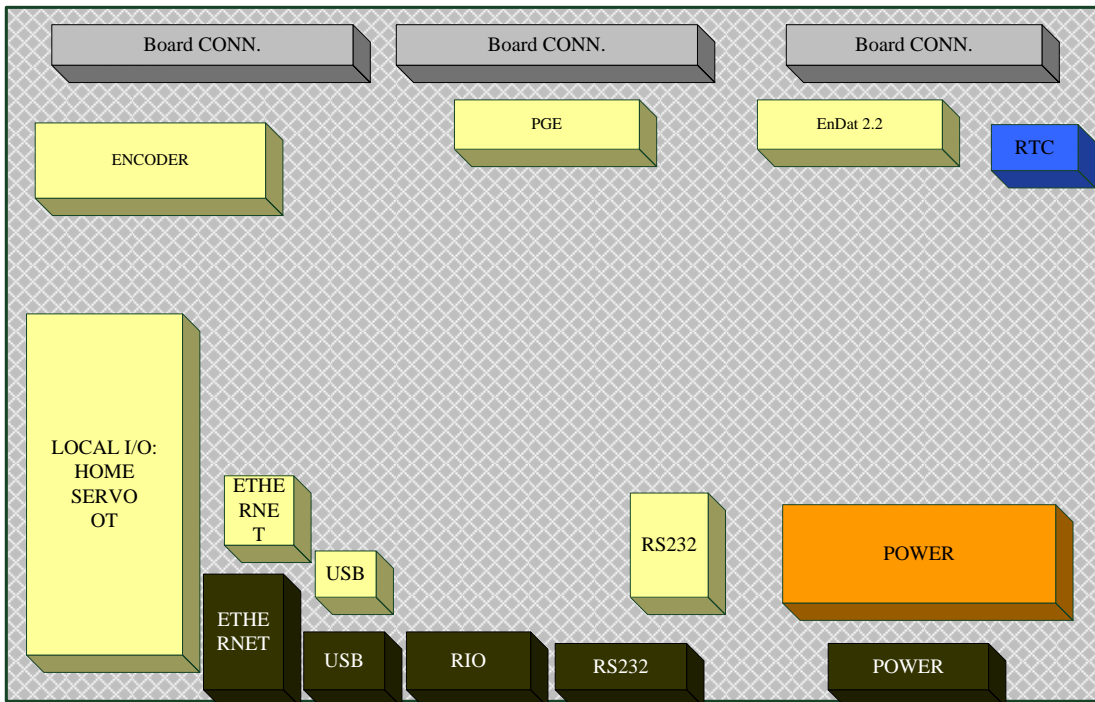 Board CONN.
Board CONN.
Board CONN.
ENCODER
PGE
EnDat 2.2
RTC
LOCAL I/O:
HOME
SERVO
OT
ETHE
RNE
T
USB
RS232
POWER
ETHE
RNET
USB
RIO
RS232
POWER